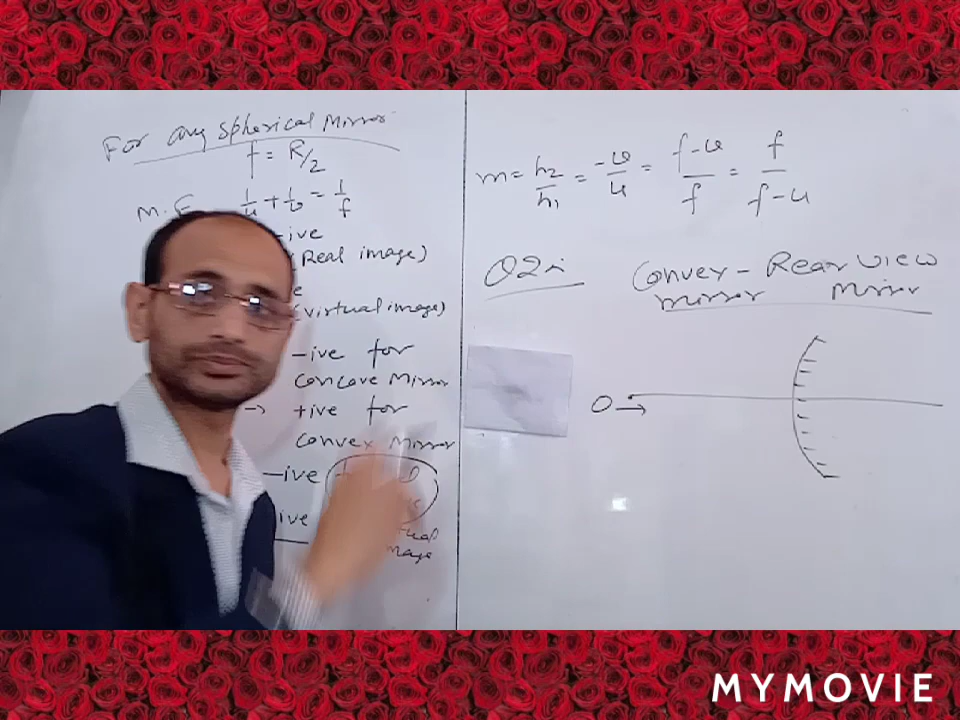 For any spherical Mirror
f = R/2
M.F 1/u + 1/v = 1/f
-ive
(Real image)
(virtual image)
-ive for
Concave Mirror
→ +ive for
Convex Mirror
-ive
ive
image
m = h2/h1 = -v/u = f-v/f = f/f-u
Q2:
Convex - Rear view
mirror Mirror
O →
MYMOVIE